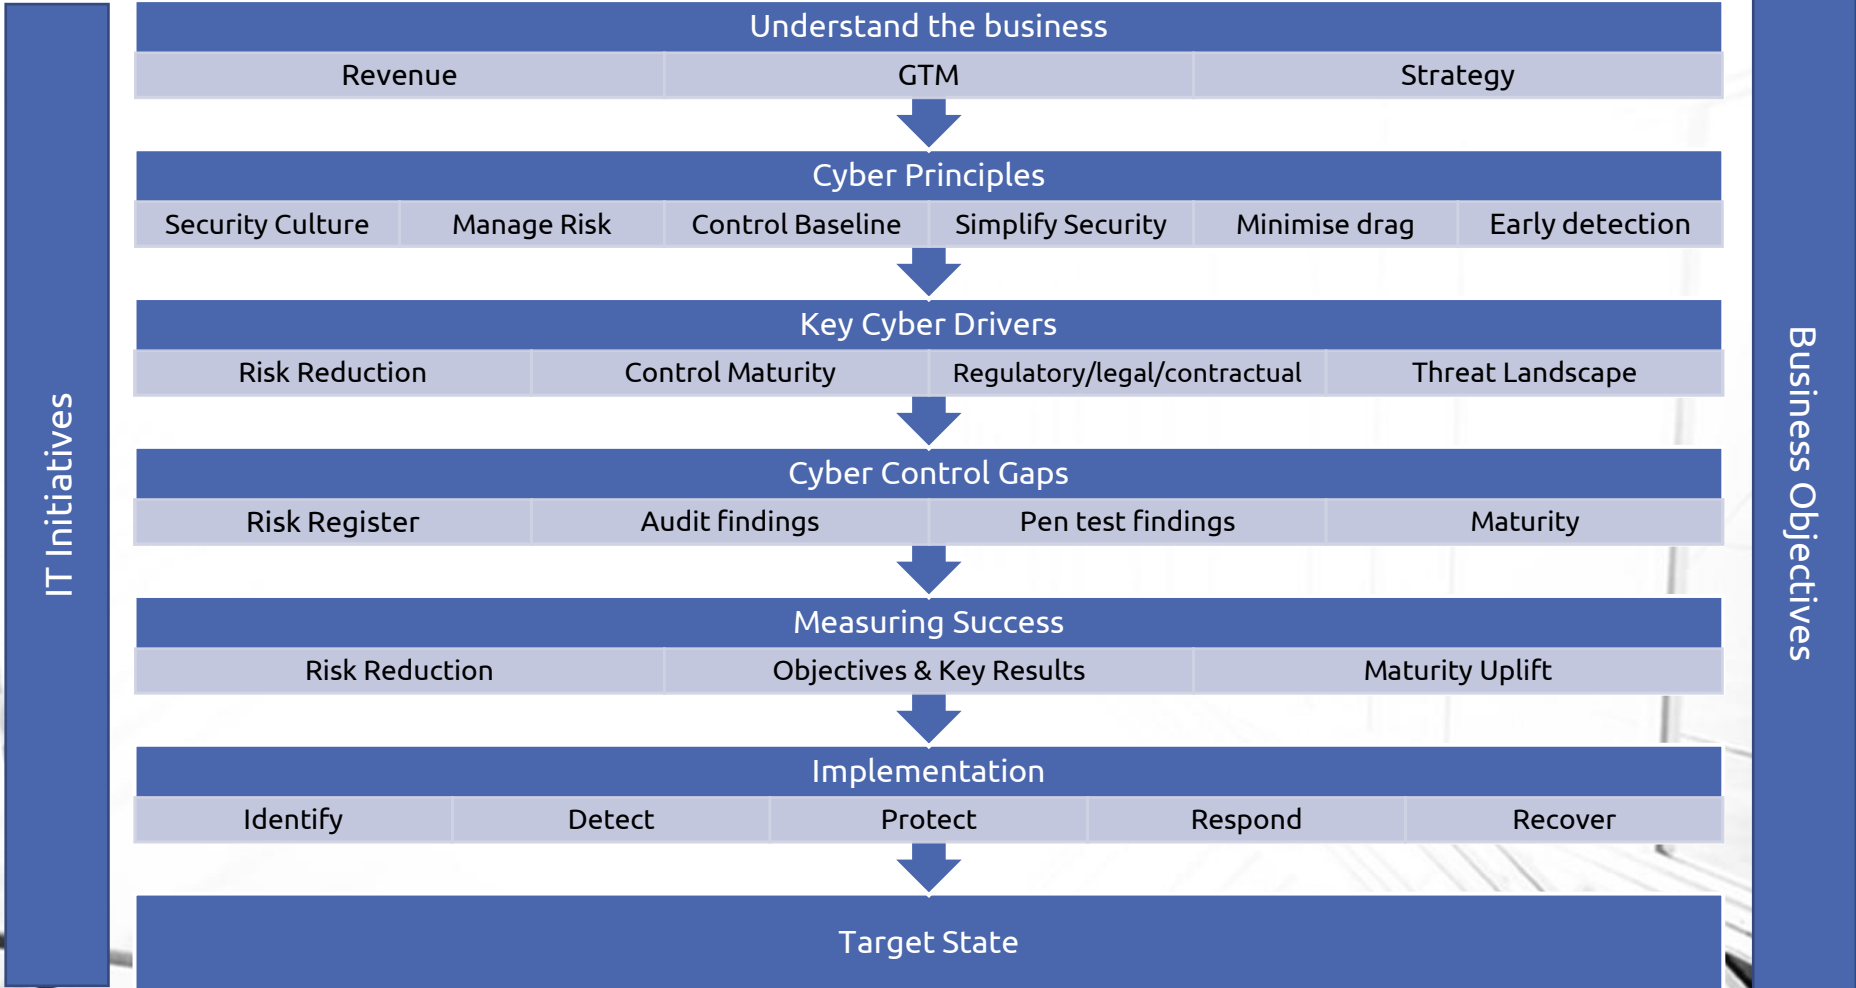 Understand the business
Revenue
GTM
Strategy
Cyber Principles
Security Culture
Manage Risk
Control Baseline
Simplify Security
Minimise drag
Early detection
Key Cyber Drivers
Risk Reduction
Control Maturity
Regulatory/legal/contractual
Threat Landscape
Cyber Control Gaps
Risk Register
Audit findings
Pen test findings
Maturity
Measuring Success
Risk Reduction
Objectives & Key Results
Maturity Uplift
Implementation
Identify
Detect
Protect
Respond
Recover
Target State
IT Initiatives
Business Objectives